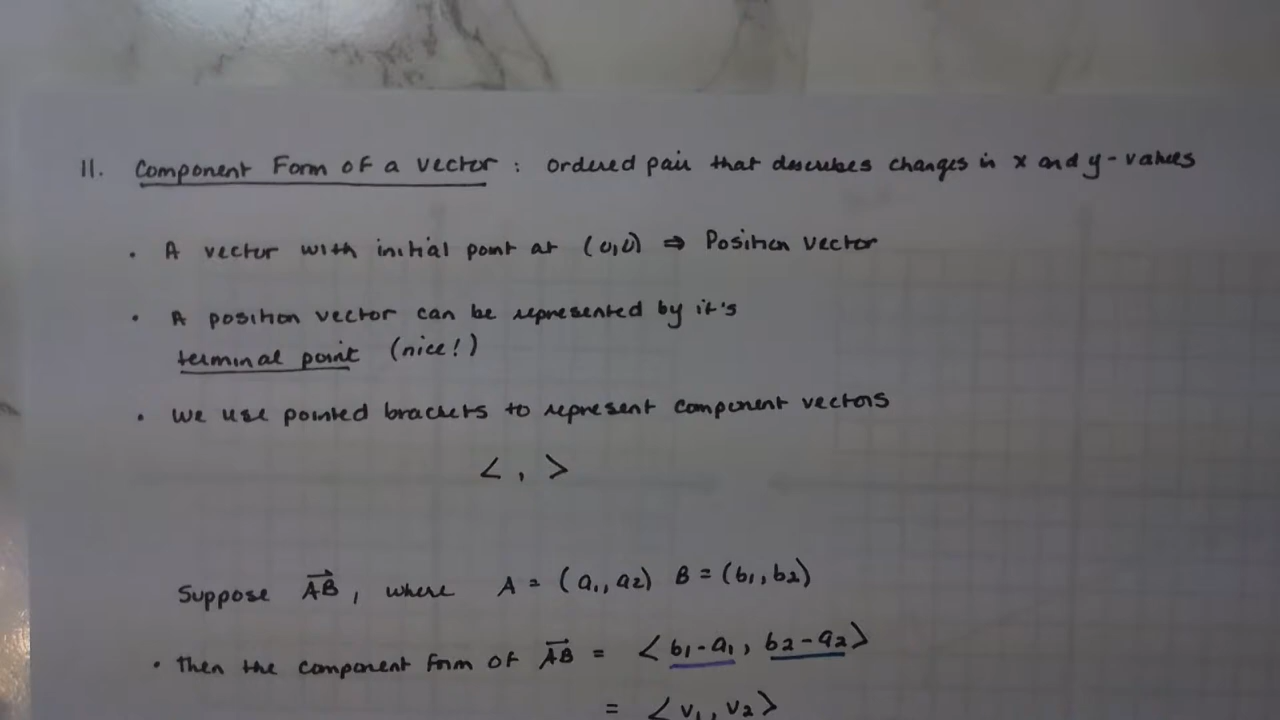 11. Component Form of a vector : ordered pair that describes changes in x and y-values
• A vector with initial point at (0,0) ⇒ Position vector
• A position vector can be represented by it's
terminal point (nice!)
• We use pointed brackets to represent component vectors
< , >
Suppose \overrightarrow{AB}, where A = (a₁, a₂) B = (b₁, b₂)
• Then the component form of \overrightarrow{AB} = <b₁-a₁, b₂-a₂>
= <v₁, v₂>